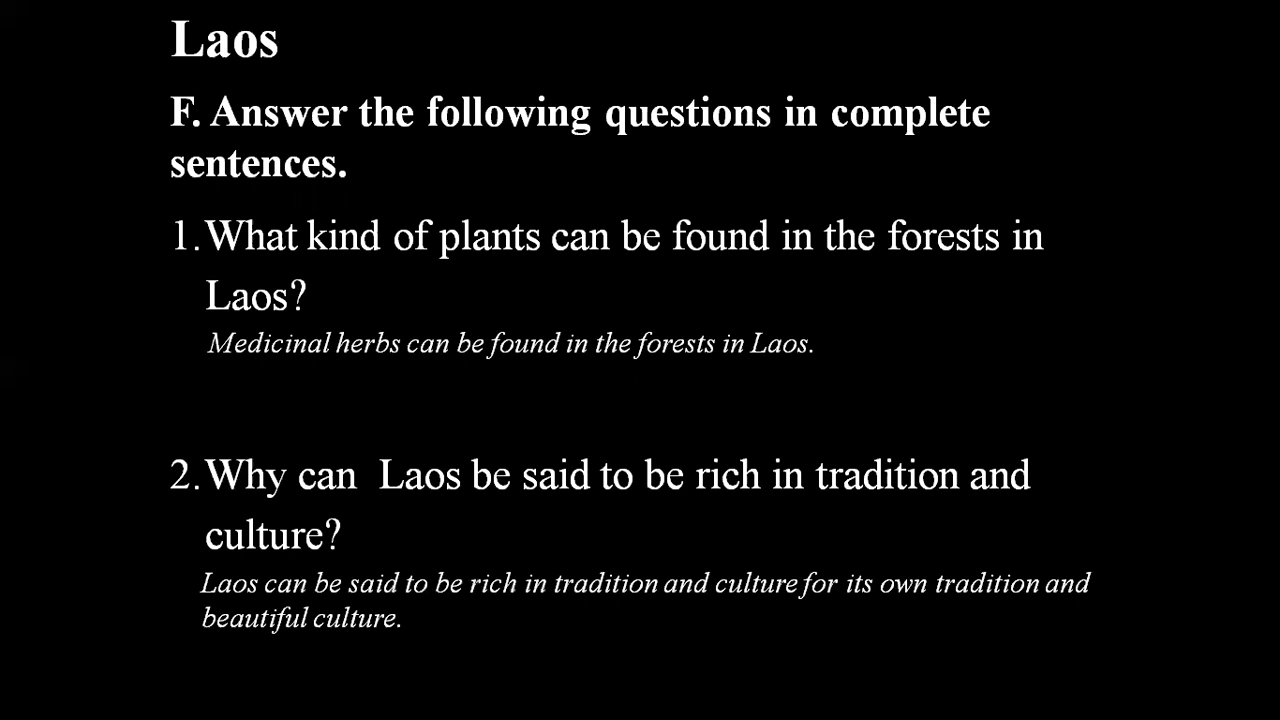 Laos
F. Answer the following questions in complete
sentences.
1. What kind of plants can be found in the forests in
Laos?
Medicinal herbs can be found in the forests in Laos.
2. Why can Laos be said to be rich in tradition and
culture?
Laos can be said to be rich in tradition and culture for its own tradition and
beautiful culture.